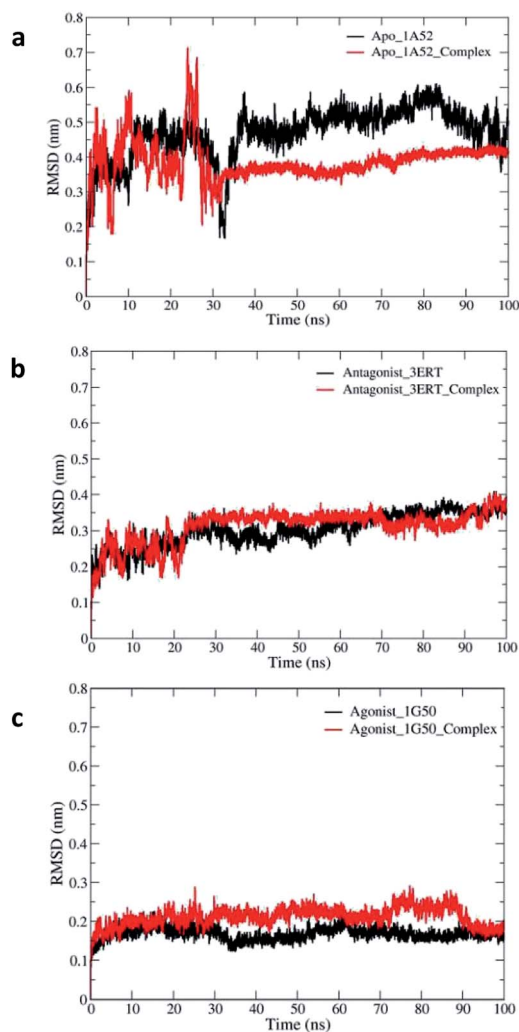 a
0.8
0.7
0.6
0.5
0.4
0.3
0.2
0.1
0
RMSD (nm)
Apo_1A52
Apo_1A52_Complex
0 10 20 30 40 50 60 70 80 90 100
Time (ns)
b
0.8
0.7
0.6
0.5
0.4
0.3
0.2
0.1
0
RMSD (nm)
Antagonist_3ERT
Antagonist_3ERT_Complex
0 10 20 30 40 50 60 70 80 90 100
Time (ns)
c
0.8
0.7
0.6
0.5
0.4
0.3
0.2
0.1
0
RMSD (nm)
Agonist_1G50
Agonist_1G50_Complex
0 10 20 30 40 50 60 70 80 90 100
Time (ns)